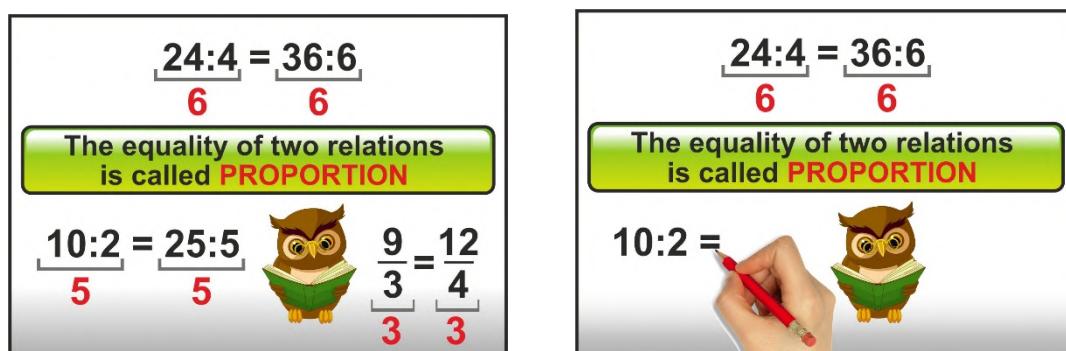 24:4 = 36:6
6 6
The equality of two relations
is called PROPORTION
10:2 = 25:5
5 5
9/3 = 12/4
3 3
24:4 = 36:6
6 6
The equality of two relations
is called PROPORTION
10:2 =